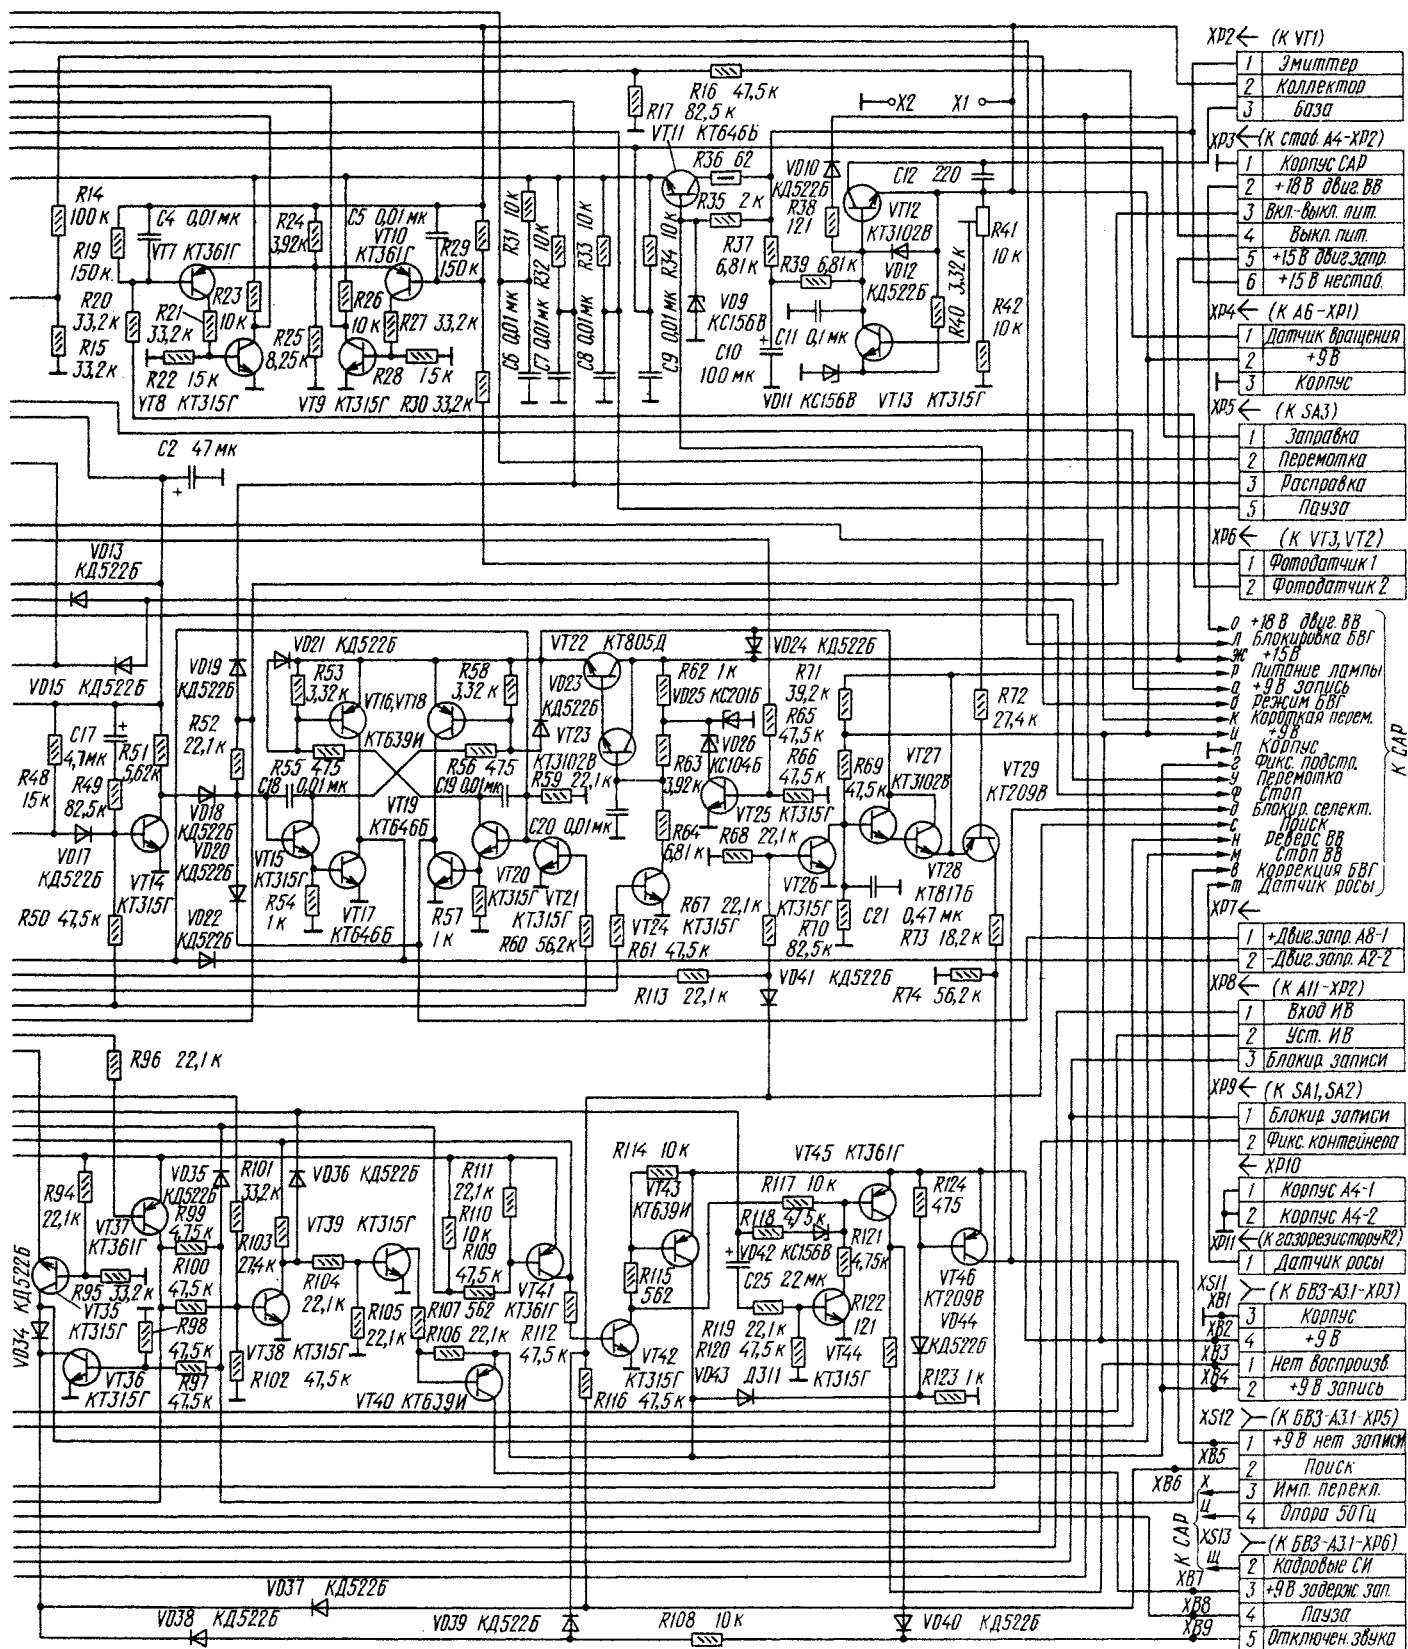 XP2 (К VT1)
1 Эмиттер
2 Коллектор
3 База
XP3 (К стаб. А4-ХР2)
1 Корпус САР
2 +18 В двиг. ВВ
3 Вкл.-выкл. пит.
4 Выкл. пит.
5 +15 В двиг. запр.
6 +15 В нестаб.
XP4 (К А6-ХР1)
1 Датчик вращения
2 +9 В
3 Корпус
XP5 (К SA3)
1 Заправка
2 Перемотка
3 Расправка
5 Пауза
XP6 (К VT3, VT2)
1 Фотодатчик 1
2 Фотодатчик 2
о +18 В двиг. ВВ
л Блокировка БВГ
ж +15 В
р Питание лампы
а +9 В запись
б Режим БВГ
к Короткая перем.
и +9 В
п Корпус
г Фикс. подстр.
у Перемотка
ф Стоп
д Блокир. селект.
с Поиск
н Реверс ВВ
м Стоп ВВ
в Коррекция БВГ
т Датчик росы
К САР
XP7
1 +Двиг. запр. А8-1
2 -Двиг. запр. А2-2
XP8 (К А11-ХР2)
1 Вход ИВ
2 Уст. ИВ
3 Блокир. записи
XP9 (К SA1, SA2)
1 Блокир. записи
2 Фикс. контейнера
XP10
1 Корпус А4-1
2 Корпус А4-2
XP11 (К газорезистору R2)
1 Датчик росы
XS11 (К БВЗ-А3.1-ХР3)
XB1 3 Корпус
XB2 4 +9 В
XB3 1 Нет воспроизв.
XB4 2 +9 В запись
XS12 (К БВЗ-А3.1-ХР5)
1 +9 В нет записи
XB5 2 Поиск
XB6
х 3 Имп. перекл.
ц 4 Опора 50 Гц
К САР
XS13 (К БВЗ-А3.1-ХР6)
щ 2 Кадровые СИ
XB7 3 +9 В задерж. зап.
XB8 4 Пауза
XB9 5 Отключен. звука
R16 47,5 к
R17 82,5 к
VT11 КТ646Б
X2 X1
R36 62
R35 2 к
VD10 КД522Б
R38 121
C12 220
VT12 КТ3102В
VD12 КД522Б
R41 10 к
R42 10 к
R40 3,32 к
R37 6,81 к
R39 6,81 к
VD9 КС156В
C10 100 мк
C11 0,1 мк
VD11 КС156В
VT13 КТ315Г
R14 100 к
C4 0,01 мк
R24 3,92 к
C5 0,01 мк
VT10 КТ361Г
R29 150 к
VT7 КТ361Г
R19 150 к
R20 33,2 к
R15 33,2 к
R21 33,2 к
R23 10 к
R26 10 к
R25 8,25 к
R27 33,2 к
R22 15 к
R28 15 к
VT8 КТ315Г
VT9 КТ315Г
R30 33,2 к
R31 10 к
R32 10 к
R33 10 к
R34 10 к
C6 0,01 мк
C7 0,01 мк
C8 0,01 мк
C9 0,01 мк
C2 47 мк
VD13 КД522Б
VD15 КД522Б
VD19 КД522Б
VD21 КД522Б
R53 3,32 к
VT16, VT18 КТ639И
R58 3,32 к
VT22 КТ805Д
VD23 КД522Б
VT23 КТ3102В
VD24 КД522Б
R62 1 к
VD25 КС201Б
VD26 КС104Б
R71 39,2 к
R65 47,5 к
R66 47,5 к
R72 27,4 к
R48 15 к
C17 4,7 мк
R49 82,5 к
R51 5,62 к
R52 22,1 к
R55 475
R56 475
C18 0,01 мк
C19 0,01 мк
R59 22,1 к
R63 3,92 к
R69 47,5 к
VT27 КТ3102В
VT29 КТ209В
VD17 КД522Б
VD18 КД522Б
VD20 КД522Б
VT19 КТ646Б
C20 0,01 мк
R64 6,81 к
VT25 КТ315Г
R68 22,1 к
VT14 КТ315Г
VT15 КТ315Г
R54 1 к
VT17 КТ646Б
R57 1 к
VT20 КТ315Г
VT21 КТ315Г
VT26 КТ315Г
VT28 КТ817Б
C21 0,47 мк
R50 47,5 к
VD22 КД522Б
R60 56,2 к
R61 47,5 к
VT24 КТ315Г
R67 22,1 к
R70 82,5 к
R73 18,2 к
R113 22,1 к
VD41 КД522Б
R74 56,2 к
R96 22,1 к
R94 22,1 к
VT37 КТ361Г
VD35 КД522Б
R101 33,2 к
VD36 КД522Б
R111 22,1 к
R114 10 к
VT43 КТ639И
VT45 КТ361Г
R117 10 к
R124 475
R99 4,75 к
R100 47,5 к
R103 27,4 к
VT39 КТ315Г
R110 10 к
R109 47,5 к
R118 4,75 к
VD42 КС156В
C25 22 мк
R121 4,75 к
VD34 КД522Б
R95 33,2 к
VT35 КТ315Г
R98 47,5 к
R104 22,1 к
R105 22,1 к
R107 562
R106 22,1 к
VT41 КТ361Г
R112 47,5 к
R115 562
R119 22,1 к
R120 47,5 к
R122 121
VT46 КТ209В
VD44 КД522Б
VT36 КТ315Г
R97 47,5 к
VT38 КТ315Г
R102 47,5 к
VT40 КТ639И
R116 47,5 к
VT42 КТ315Г
VD43 Д311
VT44 КТ315Г
R123 1 к
VD37 КД522Б
VD38 КД522Б
VD39 КД522Б
R108 10 к
VD40 КД522Б